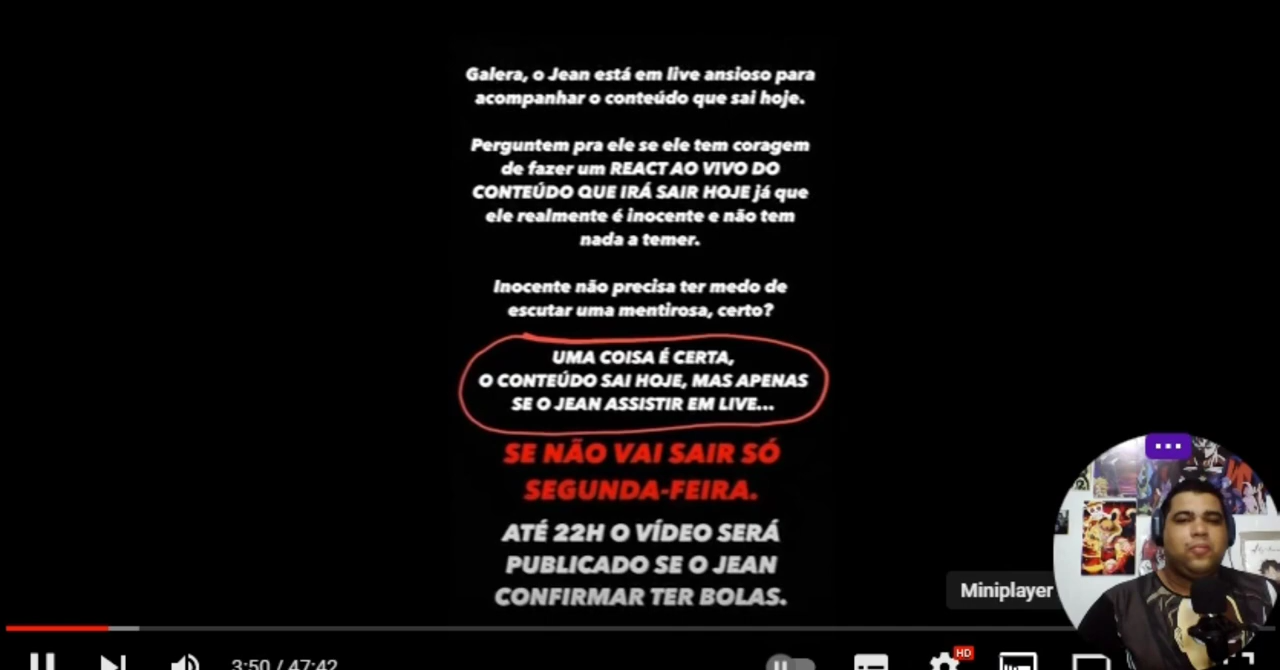 Galera, o Jean está em live ansioso para
acompanhar o conteúdo que sai hoje.
Perguntem pra ele se ele tem coragem
de fazer um REACT AO VIVO DO
CONTEÚDO QUE IRÁ SAIR HOJE já que
ele realmente é inocente e não tem
nada a temer.
Inocente não precisa ter medo de
escutar uma mentirosa, certo?
UMA COISA É CERTA,
O CONTEÚDO SAI HOJE, MAS APENAS
SE O JEAN ASSISTIR EM LIVE...
SE NÃO VAI SAIR SÓ
SEGUNDA-FEIRA.
ATÉ 22H O VÍDEO SERÁ
PUBLICADO SE O JEAN
CONFIRMAR TER BOLAS.
Miniplayer
3:50 / 47:42
HD